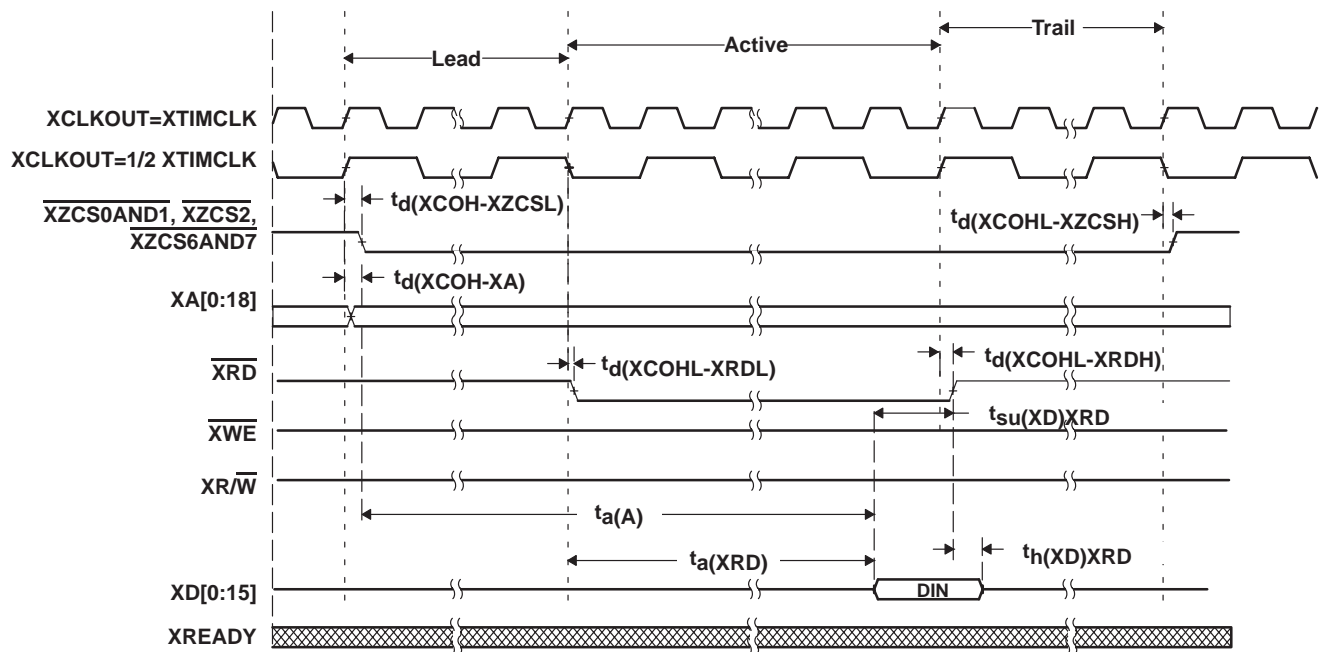 Trail
Active
Lead
XCLKOUT=XTIMCLK
XCLKOUT=1/2 XTIMCLK
td(XCOH-XZCSL)
XZCS0AND1, XZCS2,
XZCS6AND7
td(XCOHL-XZCSH)
td(XCOH-XA)
XA[0:18]
XRD
td(XCOHL-XRDL)
td(XCOHL-XRDH)
tsu(XD)XRD
XWE
XR/W
ta(A)
ta(XRD)
th(XD)XRD
XD[0:15]
DIN
XREADY